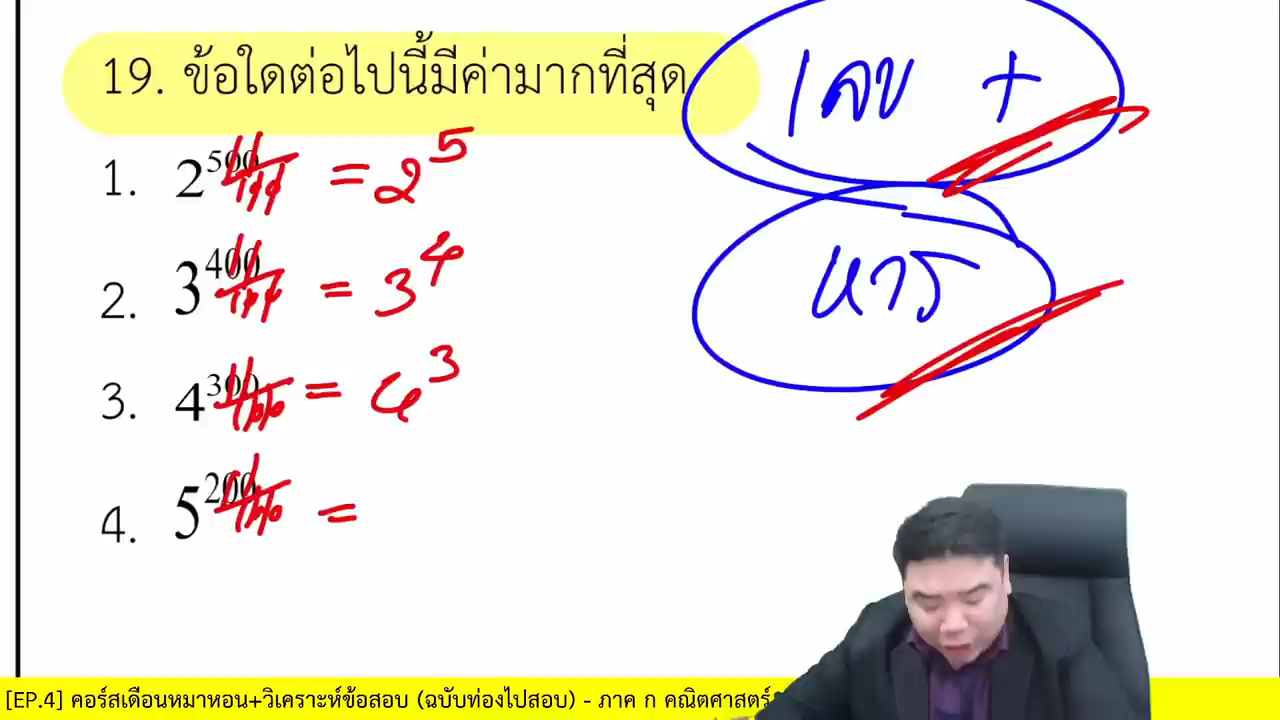 19. ข้อใดต่อไปนี้มีค่ามากที่สุด
เลข +
หาร
1. 2^500 = 2^5
2. 3^400 = 3^4
3. 4^300 = 4^3
4. 5^200 =
[EP.4] คอร์สเดือนหมาหอน+วิเคราะห์ข้อสอบ (ฉบับท่องไปสอบ) - ภาค ก คณิตศาสตร์